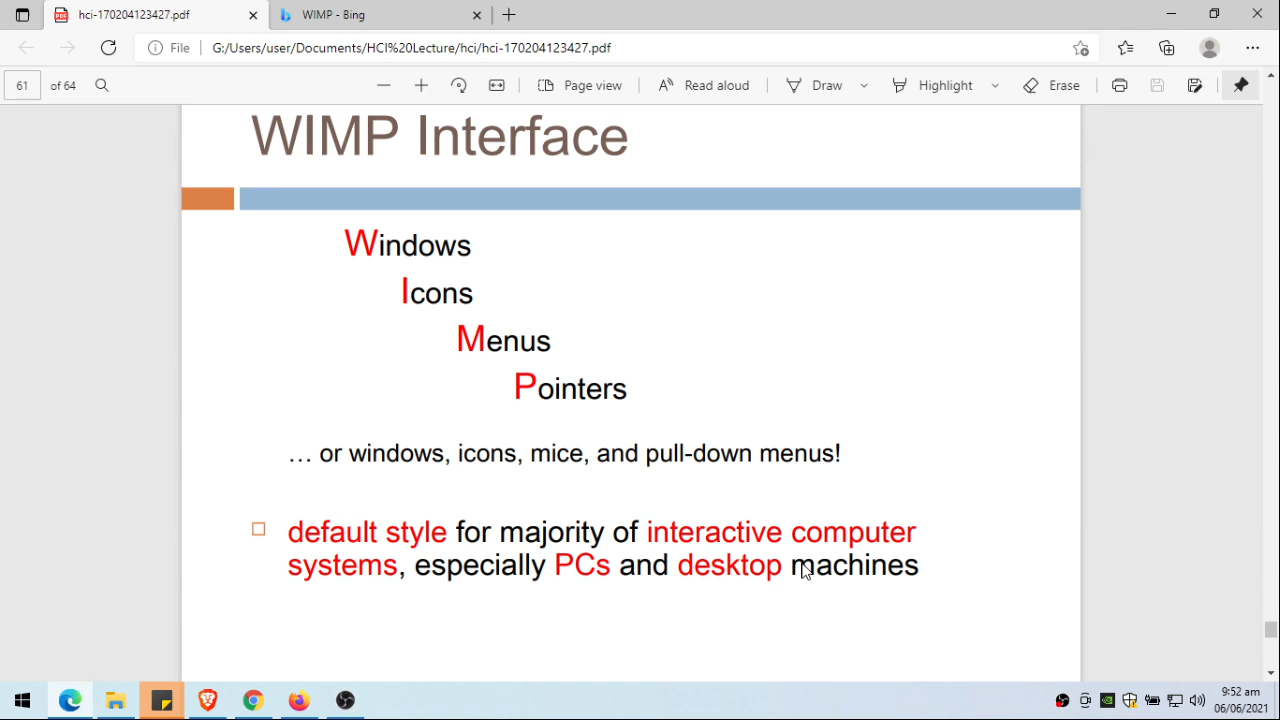 hci-170204123427.pdf
WIMP - Bing
File
G:/Users/user/Documents/HCI%20Lecture/hci/hci-170204123427.pdf
61 of 64
Page view
Read aloud
Draw
Highlight
Erase
WIMP Interface
Windows
Icons
Menus
Pointers
… or windows, icons, mice, and pull-down menus!
default style for majority of interactive computer
systems, especially PCs and desktop machines
9:52 am
06/06/2021